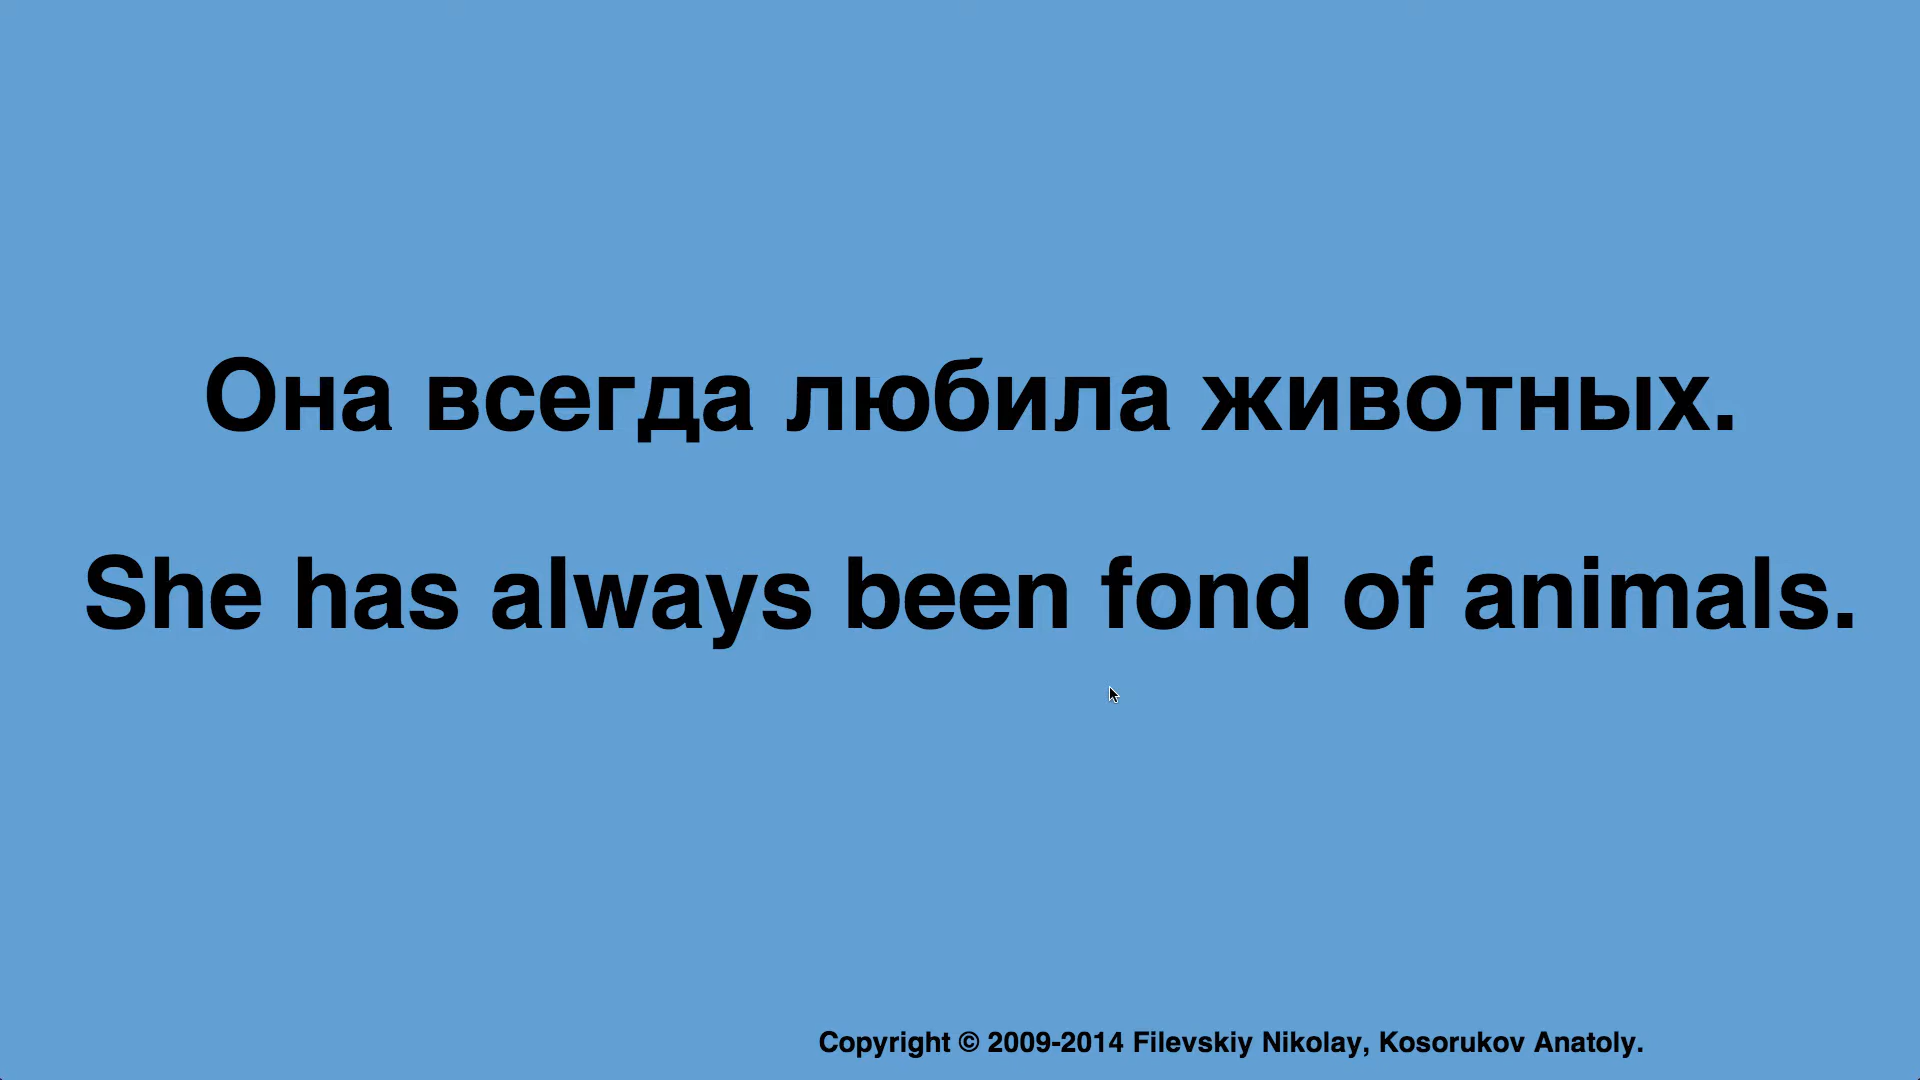 Она всегда любила животных.
She has always been fond of animals.
Copyright © 2009-2014 Filevskiy Nikolay, Kosorukov Anatoly.